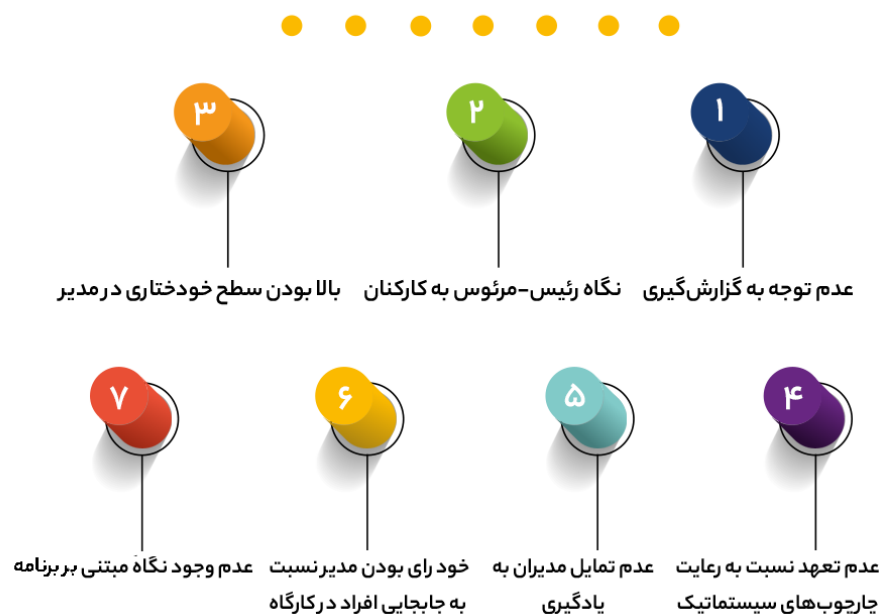 ۱
عدم توجه به گزارش‌گیری
۲
نگاه رئیس-مرئوس به کارکنان
۳
بالا بودن سطح خودختاری در مدیر
۴
عدم تعهد نسبت به رعایت
چارچوب‌های سیستماتیک
۵
عدم تمایل مدیران به
یادگیری
۶
خود رای بودن مدیر نسبت
به جابجایی افراد در کارگاه
۷
عدم وجود نگاه مبتنی بر برنامه